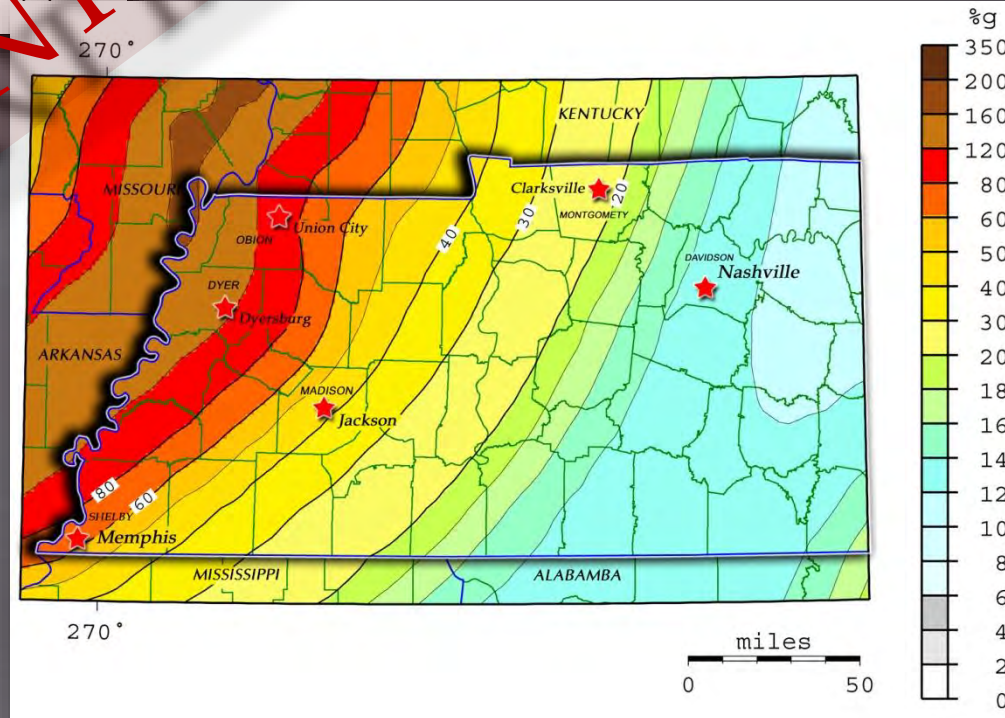 %g
270°
350
200
160
120
80
60
50
40
30
20
18
16
14
12
10
8
6
4
2
0
KENTUCKY
MISSOURI
Clarksville
20
MONTGOMETY
30
Union City
OBION
40
DAVIDSON
Nashville
DYER
Dyersburg
ARKANSAS
MADISON
Jackson
80
60
SHELBY
Memphis
MISSISSIPPI
ALABAMBA
270°
miles
0 50